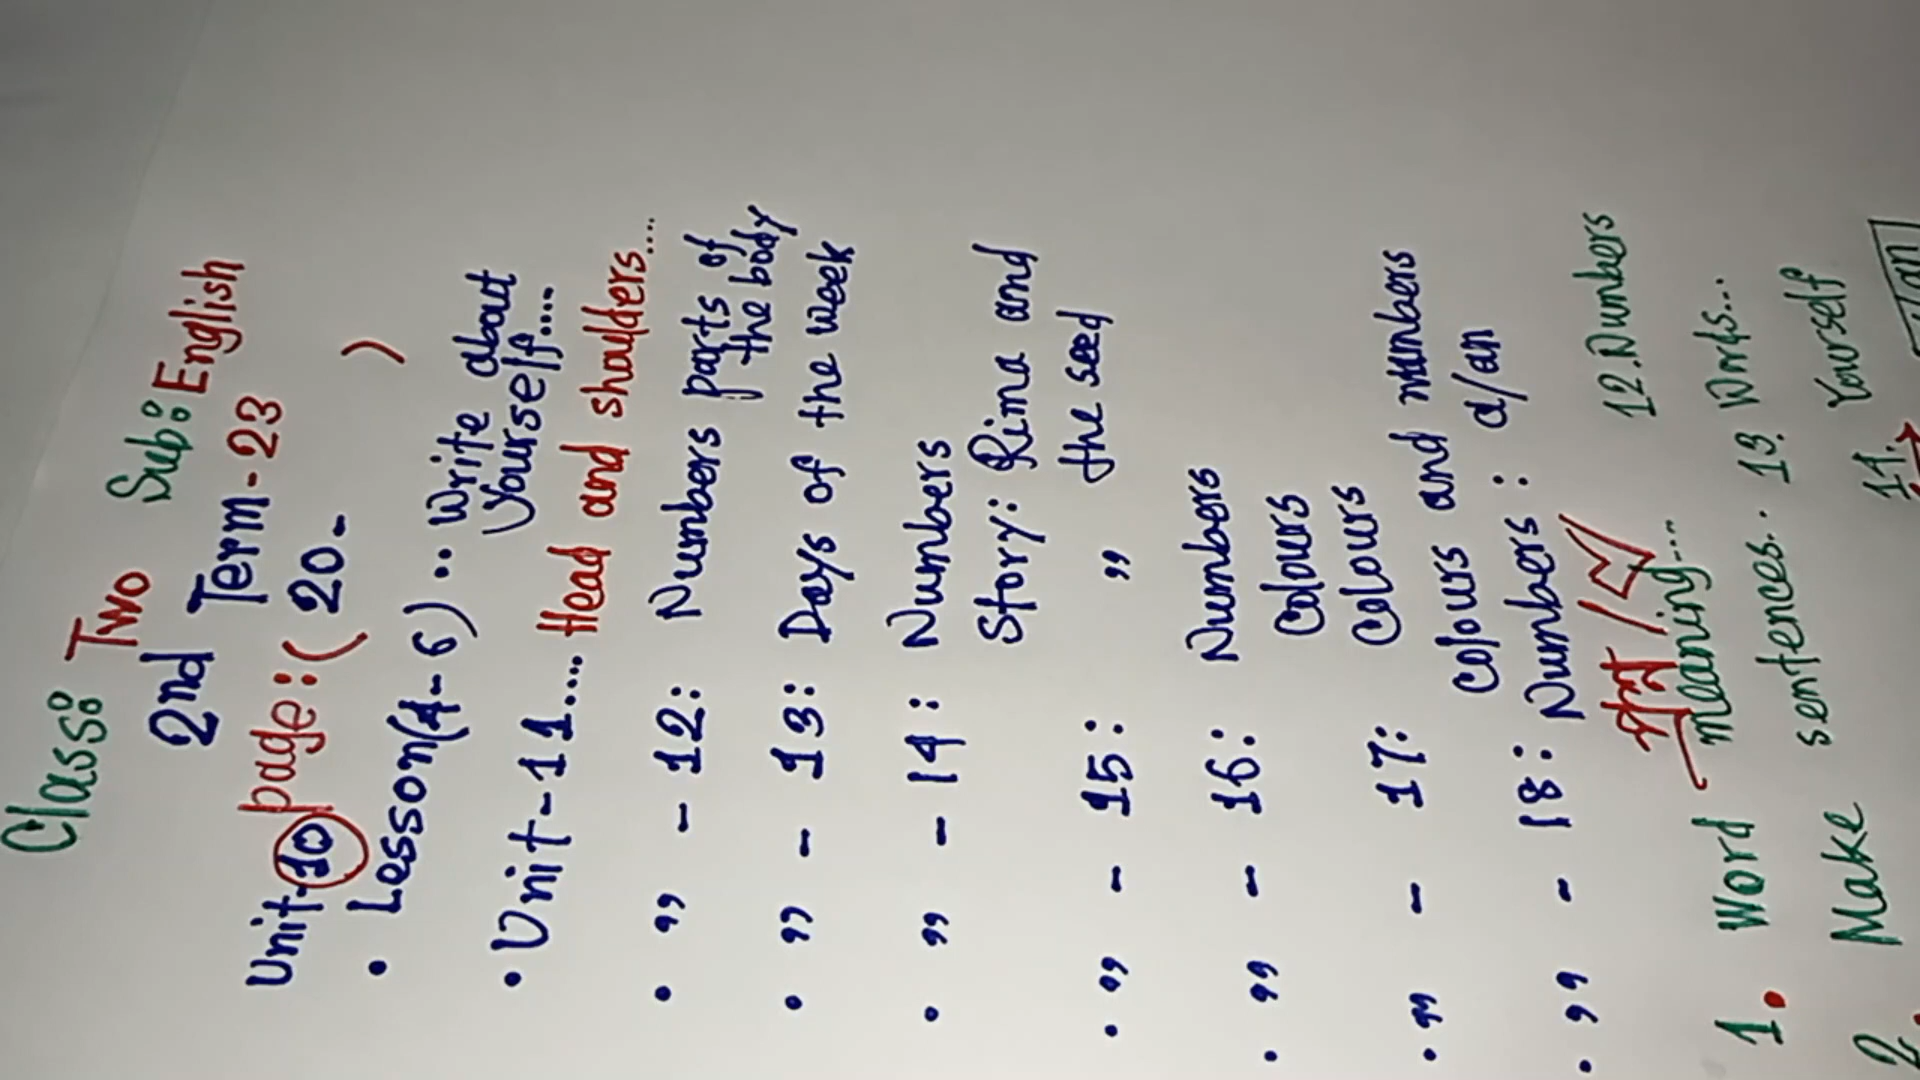 Class: Two Sub: English
2nd Term-23
Unit-10 page: ( 20- )
• Lesson(4-6) .. Write about
Yourself....
• Unit-11.... Head and shoulders....
• ,, - 12: Numbers parts of
the body
• ,, - 13: Days of the week
• ,, - 14: Numbers
Story: Rima and
• ,, - 15: ,, the seed
• ,, - 16: Numbers
Colours
• ,, - 17: Colours
Colours and numbers
• ,, - 18: Numbers: a/an
1. Word meaning.... 12. Numbers
2. Make sentences.. 13. Words...
11. Yourself